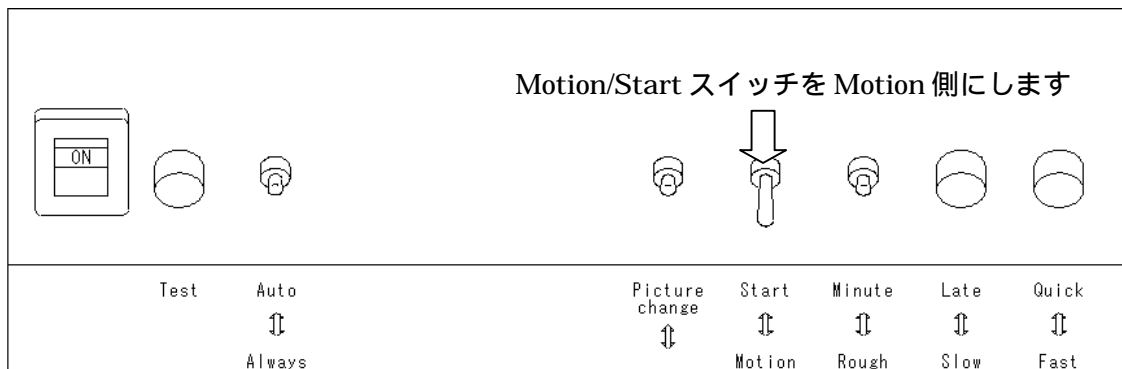 Motion/Start スイッチを Motion 側にします
ON
Test Auto Picture change Start Minute Late Quick
Always Motion Rough Slow Fast